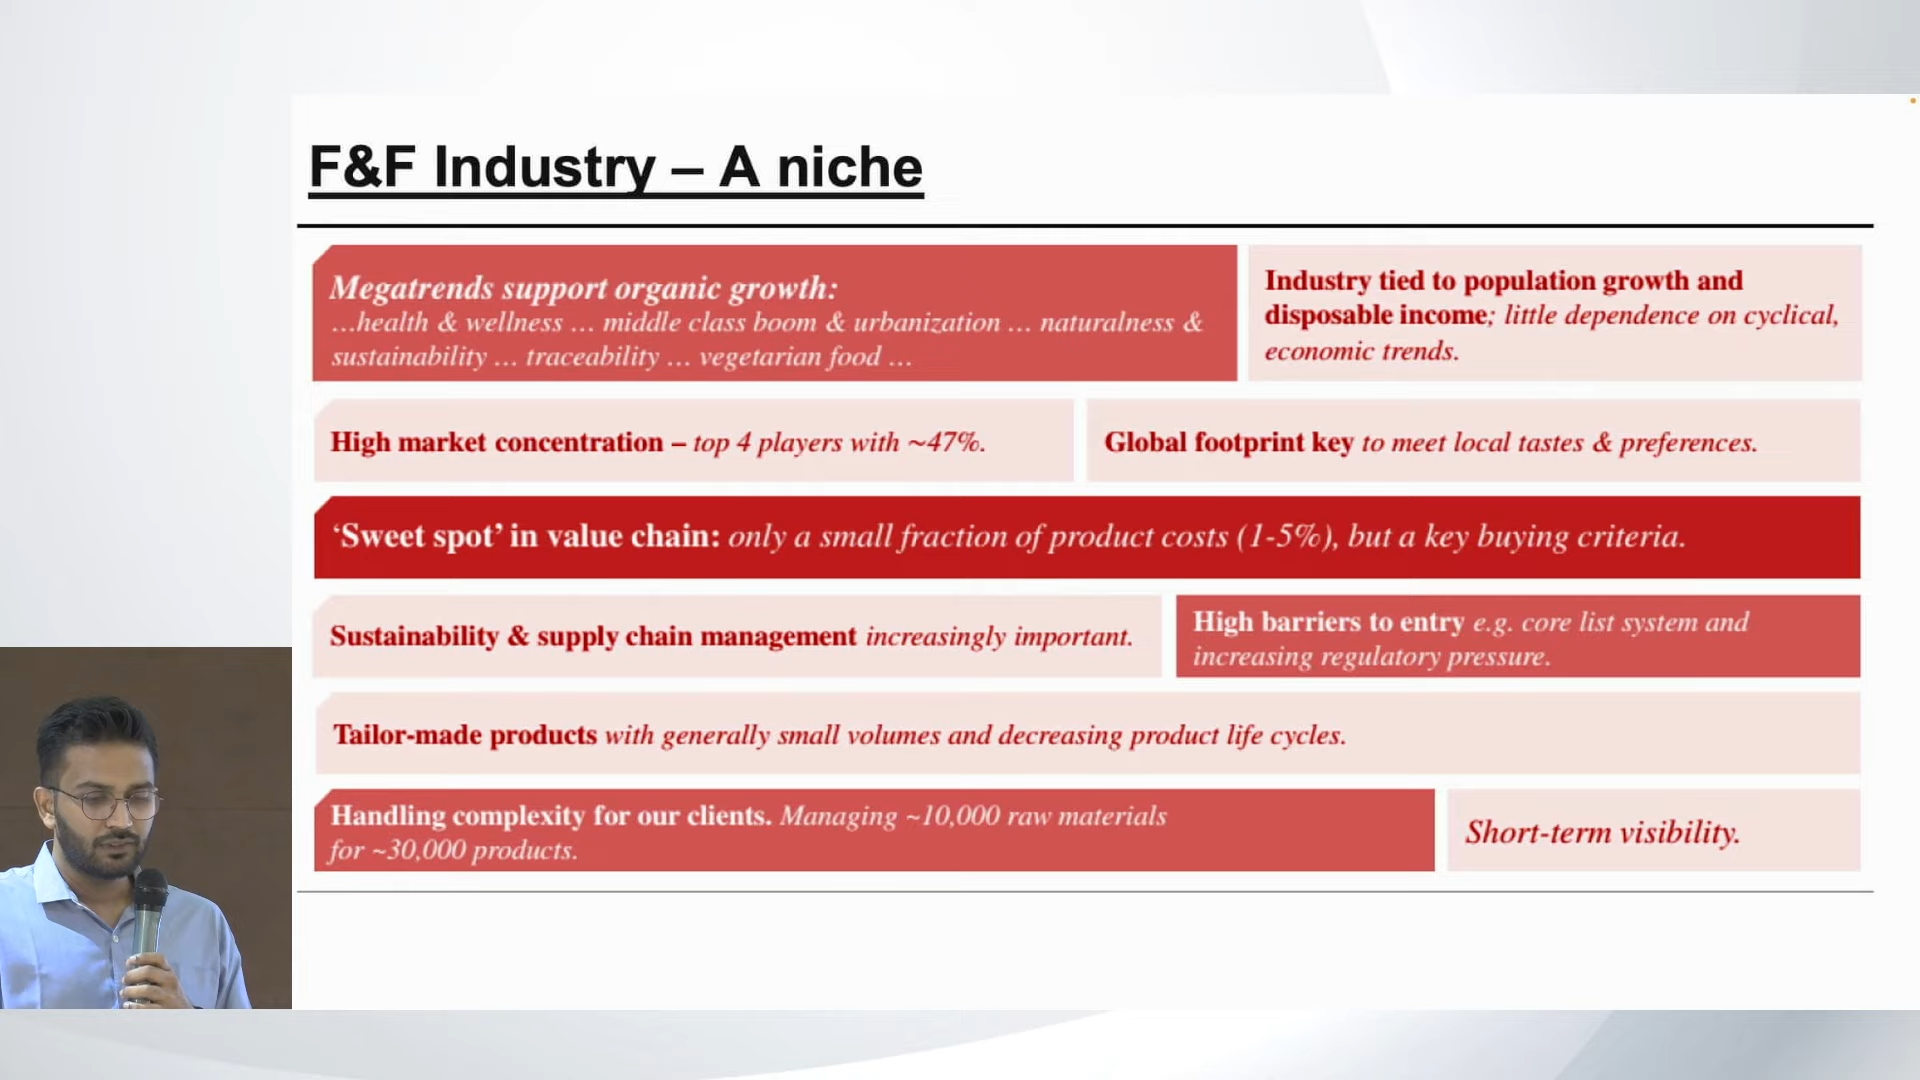 F&F Industry – A niche
Megatrends support organic growth:
…health & wellness … middle class boom & urbanization … naturalness &
sustainability … traceability … vegetarian food …
Industry tied to population growth and
disposable income; little dependence on cyclical,
economic trends.
High market concentration – top 4 players with ~47%.
Global footprint key to meet local tastes & preferences.
‘Sweet spot’ in value chain: only a small fraction of product costs (1-5%), but a key buying criteria.
Sustainability & supply chain management increasingly important.
High barriers to entry e.g. core list system and
increasing regulatory pressure.
Tailor-made products with generally small volumes and decreasing product life cycles.
Handling complexity for our clients. Managing ~10,000 raw materials
for ~30,000 products.
Short-term visibility.